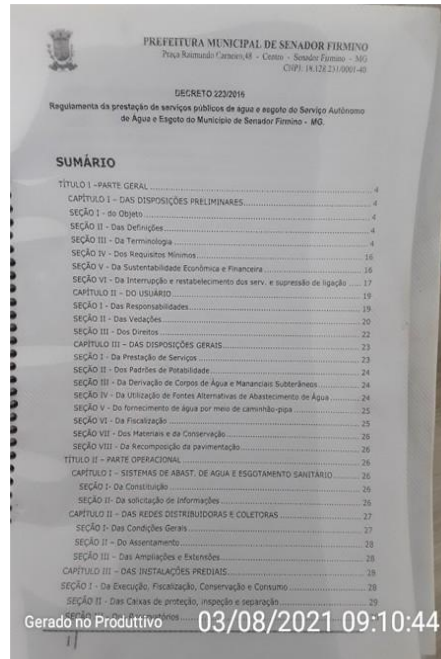 PREFEITURA MUNICIPAL DE SENADOR FIRMINO
Praça Raimundo Carneiro,48 - Centro - Senador Firmino - MG
CNPJ. 18.128.231/0001-40
DECRETO 223/2016
Regulamenta da prestação de serviços públicos de água e esgoto do Serviço Autônomo
de Água e Esgoto do Município de Senador Firmino - MG.
SUMÁRIO
TÍTULO I –PARTE GERAL 4
CAPÍTULO I – DAS DISPOSIÇÕES PRELIMINARES 4
SEÇÃO I - do Objeto 4
SEÇÃO II - Das Definições 4
SEÇÃO III - Da Terminologia 4
SEÇÃO IV - Dos Requisitos Mínimos 16
SEÇÃO V - Da Sustentabilidade Econômica e Financeira 16
SEÇÃO VI - Da Interrupção e restabelecimento dos serv. e supressão de ligação 17
CAPÍTULO II – DO USUÁRIO 19
SEÇÃO I - Das Responsabilidades 19
SEÇÃO II - Das Vedações 20
SEÇÃO III - Dos Direitos 22
CAPÍTULO III – DAS DISPOSIÇÕES GERAIS 23
SEÇÃO I - Da Prestação de Serviços 23
SEÇÃO II - Dos Padrões de Potabilidade 24
SEÇÃO III - Da Derivação de Corpos de Água e Mananciais Subterrâneos 24
SEÇÃO IV - Da Utilização de Fontes Alternativas de Abastecimento de Água 24
SEÇÃO V - Do fornecimento de água por meio de caminhão-pipa 25
SEÇÃO VI - Da Fiscalização 25
SEÇÃO VII - Dos Materiais e da Conservação 26
SEÇÃO VIII - Da Recomposição da pavimentação 26
TÍTULO II – PARTE OPERACIONAL 26
CAPÍTULO I – SISTEMAS DE ABAST. DE AGUA E ESGOTAMENTO SANITÁRIO 26
SEÇÃO I- Da Constituição 26
SEÇÃO II- Da solicitação de Informações 26
CAPÍTULO II – DAS REDES DISTRIBUIDORAS E COLETORAS 27
SEÇÃO I- Das Condições Gerais 27
SEÇÃO II – Do Assentamento 28
SEÇÃO III – Das Ampliações e Extensões 28
CAPÍTULO III – DAS INSTALAÇÕES PREDIAIS 28
SEÇÃO I - Da Execução, Fiscalização, Conservação e Consumo 28
SEÇÃO II - Das Caixas de proteção, inspeção e separação 29
Gerado no Produttivo 03/08/2021 09:10:44
1